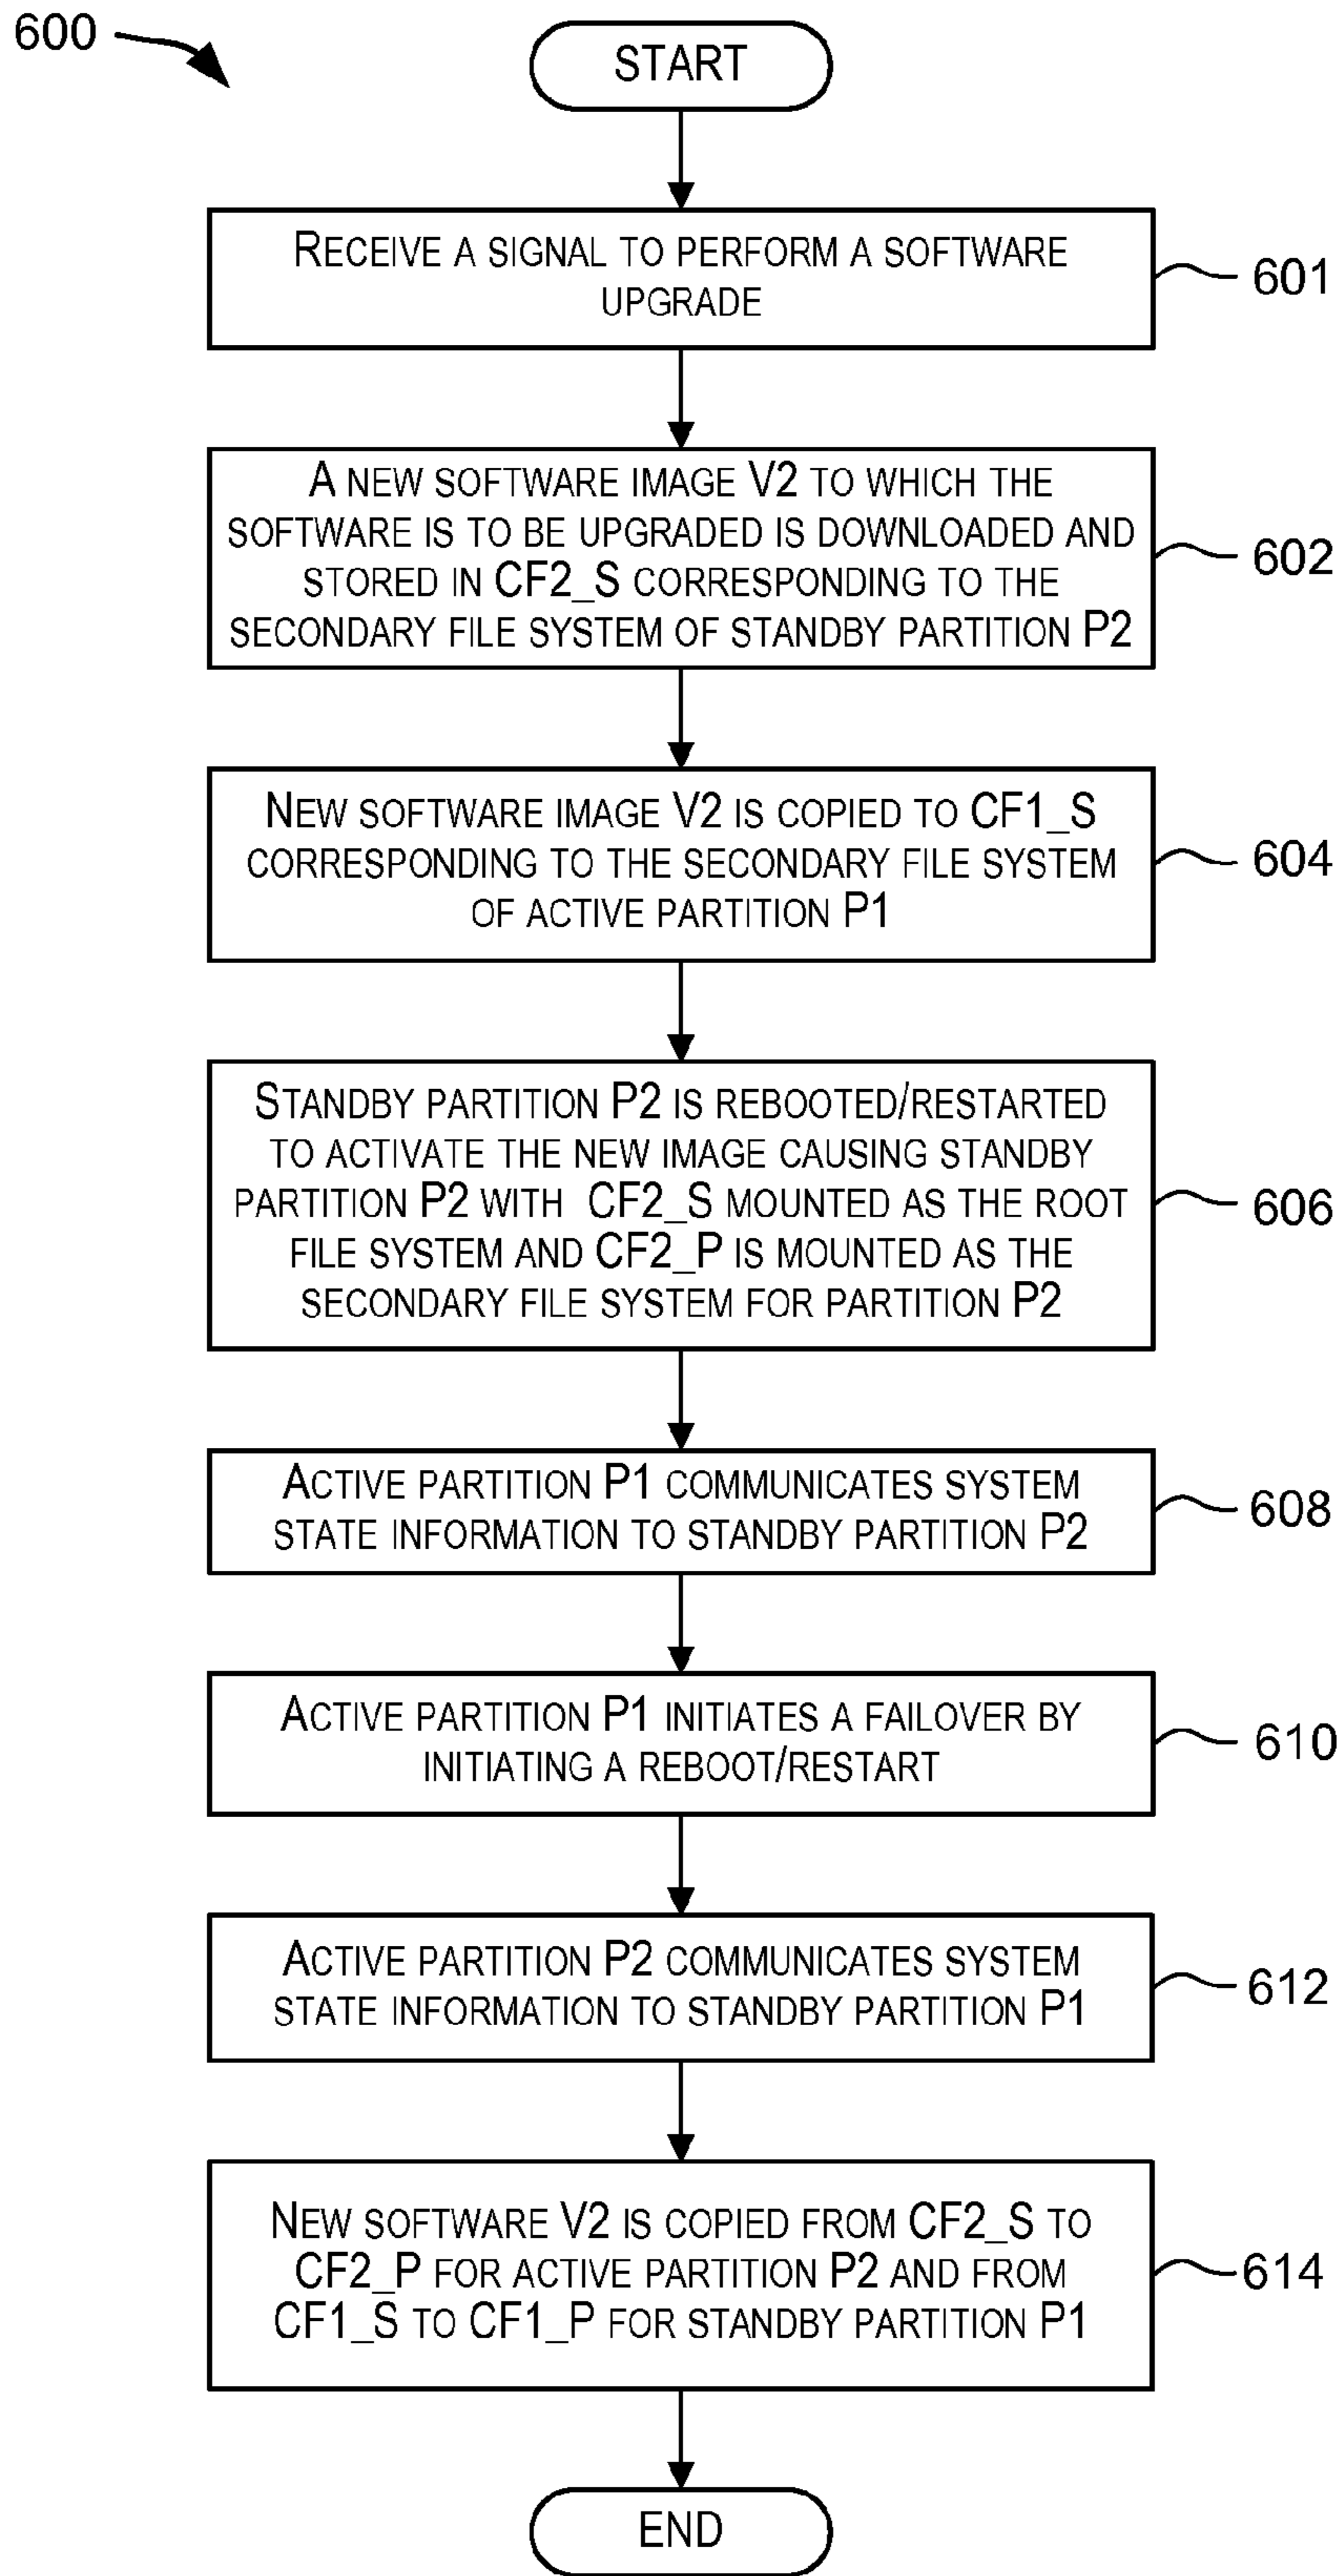 600
START
RECEIVE A SIGNAL TO PERFORM A SOFTWARE
UPGRADE
601
A NEW SOFTWARE IMAGE V2 TO WHICH THE
SOFTWARE IS TO BE UPGRADED IS DOWNLOADED AND
STORED IN CF2_S CORRESPONDING TO THE
SECONDARY FILE SYSTEM OF STANDBY PARTITION P2
602
NEW SOFTWARE IMAGE V2 IS COPIED TO CF1_S
CORRESPONDING TO THE SECONDARY FILE SYSTEM
OF ACTIVE PARTITION P1
604
STANDBY PARTITION P2 IS REBOOTED/RESTARTED
TO ACTIVATE THE NEW IMAGE CAUSING STANDBY
PARTITION P2 WITH CF2_S MOUNTED AS THE ROOT
FILE SYSTEM AND CF2_P IS MOUNTED AS THE
SECONDARY FILE SYSTEM FOR PARTITION P2
606
ACTIVE PARTITION P1 COMMUNICATES SYSTEM
STATE INFORMATION TO STANDBY PARTITION P2
608
ACTIVE PARTITION P1 INITIATES A FAILOVER BY
INITIATING A REBOOT/RESTART
610
ACTIVE PARTITION P2 COMMUNICATES SYSTEM
STATE INFORMATION TO STANDBY PARTITION P1
612
NEW SOFTWARE V2 IS COPIED FROM CF2_S TO
CF2_P FOR ACTIVE PARTITION P2 AND FROM
CF1_S TO CF1_P FOR STANDBY PARTITION P1
614
END